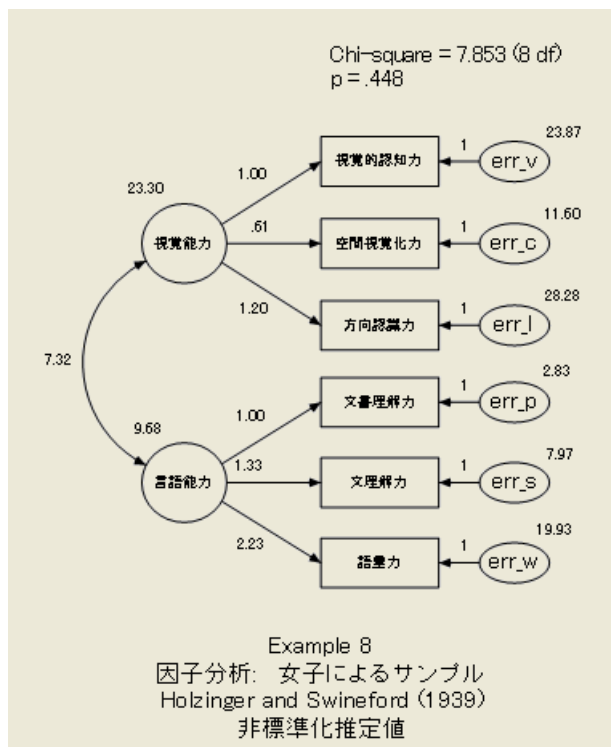 Chi-square = 7.853 (8 df)
p = .448
23.87
1
視覚的認知力
err_v
1.00
23.30
11.60
.61
1
視覚能力
空間視覚化力
err_c
28.28
1.20
1
方向認識力
err_l
7.32
2.83
1
文書理解力
err_p
9.68
1.00
7.97
言語能力
1.33
1
文理解力
err_s
19.93
2.23
1
語彙力
err_w
Example 8
因子分析: 女子によるサンプル
Holzinger and Swineford (1939)
非標準化推定値